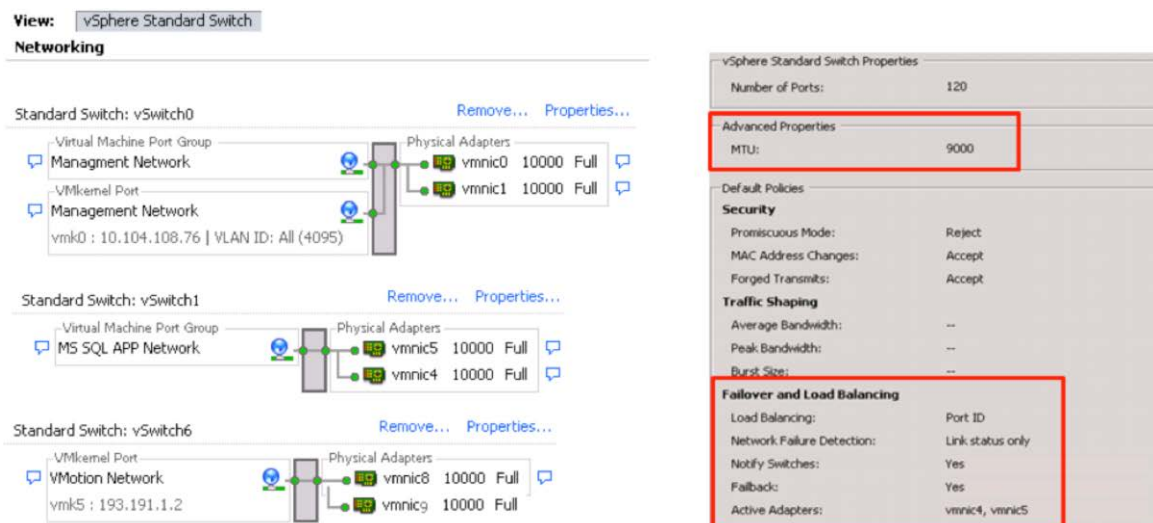 View: vSphere Standard Switch
Networking
Standard Switch: vSwitch0 Remove... Properties...
Virtual Machine Port Group
Managment Network
VMkernel Port
Management Network
vmk0 : 10.104.108.76 | VLAN ID: All (4095)
Physical Adapters
vmnic0 10000 Full
vmnic1 10000 Full
Standard Switch: vSwitch1 Remove... Properties...
Virtual Machine Port Group
MS SQL APP Network
Physical Adapters
vmnic5 10000 Full
vmnic4 10000 Full
Standard Switch: vSwitch6 Remove... Properties...
VMkernel Port
VMotion Network
vmk5 : 193.191.1.2
Physical Adapters
vmnic8 10000 Full
vmnic9 10000 Full
vSphere Standard Switch Properties
Number of Ports: 120
Advanced Properties
MTU: 9000
Default Policies
Security
Promiscuous Mode: Reject
MAC Address Changes: Accept
Forged Transmits: Accept
Traffic Shaping
Average Bandwidth: --
Peak Bandwidth: --
Burst Size: --
Failover and Load Balancing
Load Balancing: Port ID
Network Failure Detection: Link status only
Notify Switches: Yes
Failback: Yes
Active Adapters: vmnic4, vmnic5